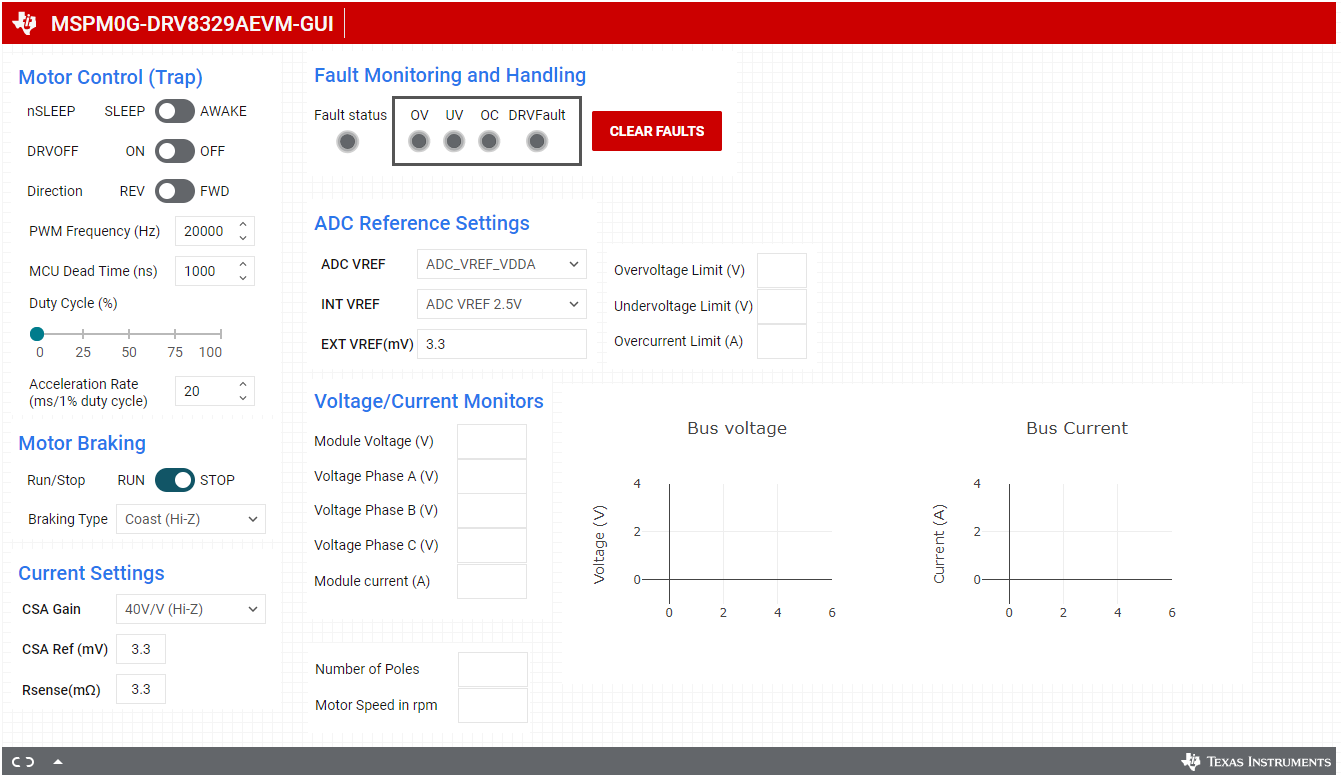 MSPM0G-DRV8329AEVM-GUI
Motor Control (Trap)
nSLEEP SLEEP AWAKE
DRVOFF ON OFF
Direction REV FWD
PWM Frequency (Hz) 20000
MCU Dead Time (ns) 1000
Duty Cycle (%)
0 25 50 75 100
Acceleration Rate
(ms/1% duty cycle) 20
Motor Braking
Run/Stop RUN STOP
Braking Type Coast (Hi-Z)
Current Settings
CSA Gain 40V/V (Hi-Z)
CSA Ref (mV) 3.3
Rsense(mΩ) 3.3
Fault Monitoring and Handling
Fault status OV UV OC DRVFault
CLEAR FAULTS
ADC Reference Settings
ADC VREF ADC_VREF_VDDA
INT VREF ADC VREF 2.5V
EXT VREF(mV) 3.3
Overvoltage Limit (V)
Undervoltage Limit (V)
Overcurrent Limit (A)
Voltage/Current Monitors
Module Voltage (V)
Voltage Phase A (V)
Voltage Phase B (V)
Voltage Phase C (V)
Module current (A)
Number of Poles
Motor Speed in rpm
Bus voltage
Voltage (V)
4
2
0
0 2 4 6
Bus Current
Current (A)
4
2
0
0 2 4 6
TEXAS INSTRUMENTS